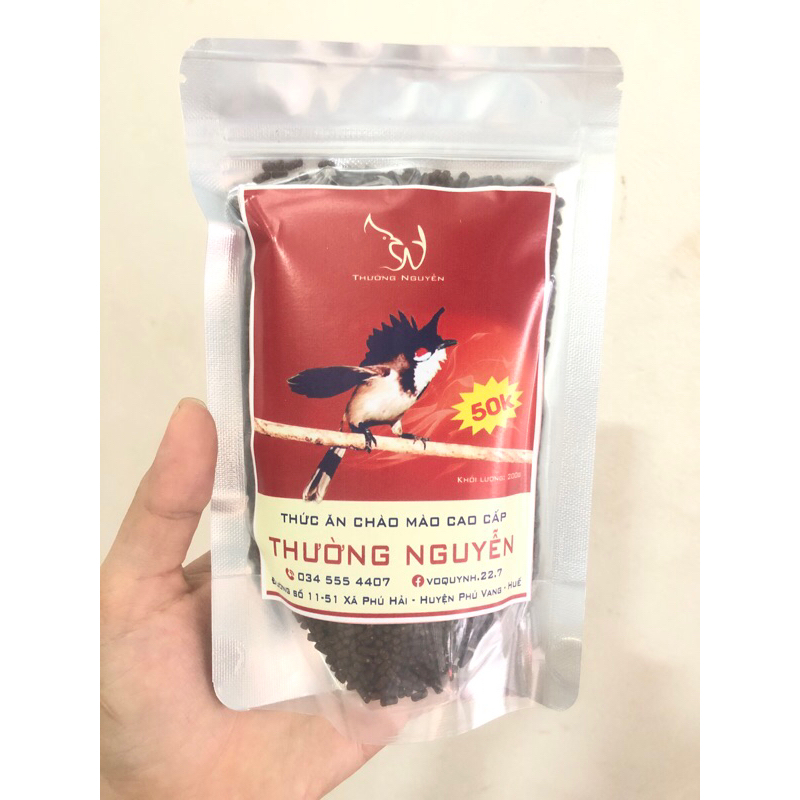 THƯỜNG NGUYỄN
50K
KHỐI LƯỢNG: 200G
THỨC ĂN CHÀO MÀO CAO CẤP
THƯỜNG NGUYỄN
034 555 4407 VOQUYNH.22.7
ĐƯỜNG SỐ 11-51 XÃ PHÚ HẢI - HUYỆN PHÚ VANG - HUẾ